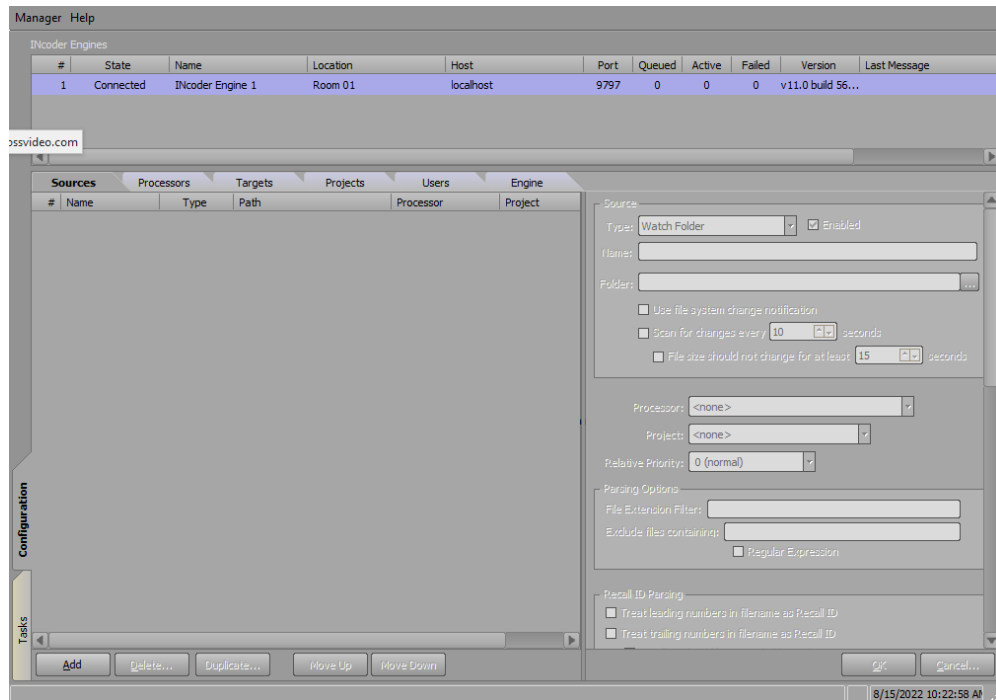 Manager Help
INcoder Engines
# State Name Location Host Port Queued Active Failed Version Last Message
1 Connected INcoder Engine 1 Room 01 localhost 9797 0 0 0 v11.0 build 56...
ossvideo.com
Sources Processors Targets Projects Users Engine
# Name Type Path Processor Project
Source
Type: Watch Folder Enabled
Name:
Folder: ...
Use file system change notification
Scan for changes every 10 seconds
File size should not change for at least 15 seconds
Processor: <none>
Project: <none>
Relative Priority: 0 (normal)
Parsing Options
File Extension Filter:
Exclude files containing:
Regular Expression
Configuration
Recall ID Parsing
Treat leading numbers in filename as Recall ID
Treat trailing numbers in filename as Recall ID
Tasks
Add Delete... Duplicate... Move Up Move Down OK Cancel...
8/15/2022 10:22:58 AM